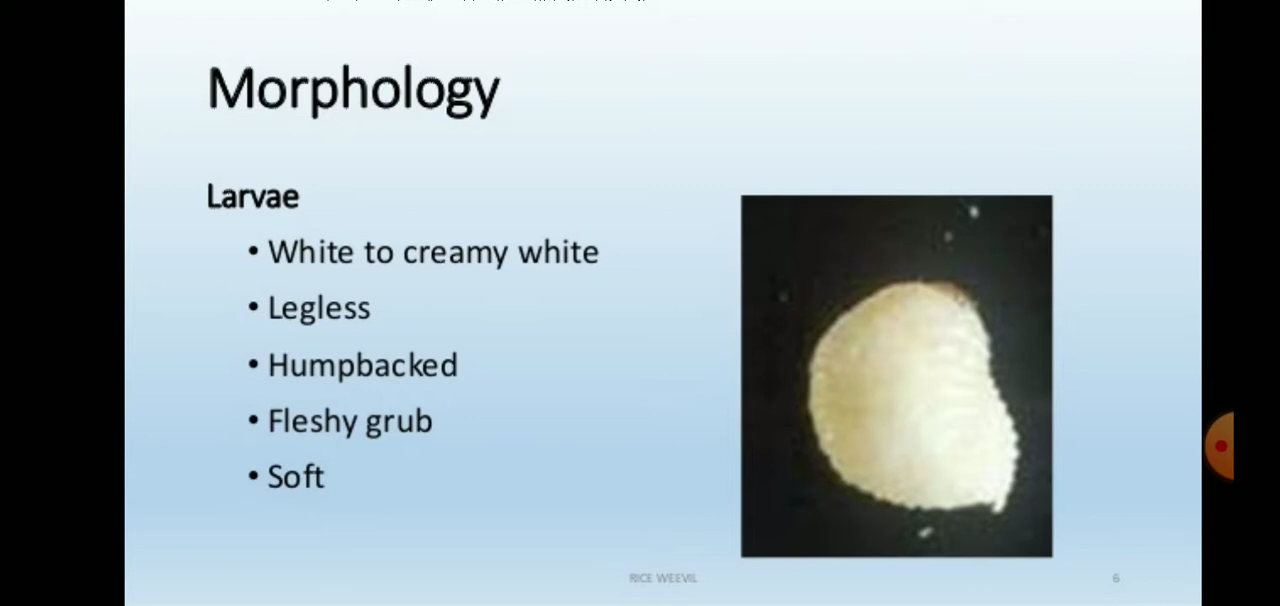 Morphology
Larvae
• White to creamy white
• Legless
• Humpbacked
• Fleshy grub
• Soft
RICE WEEVIL
6